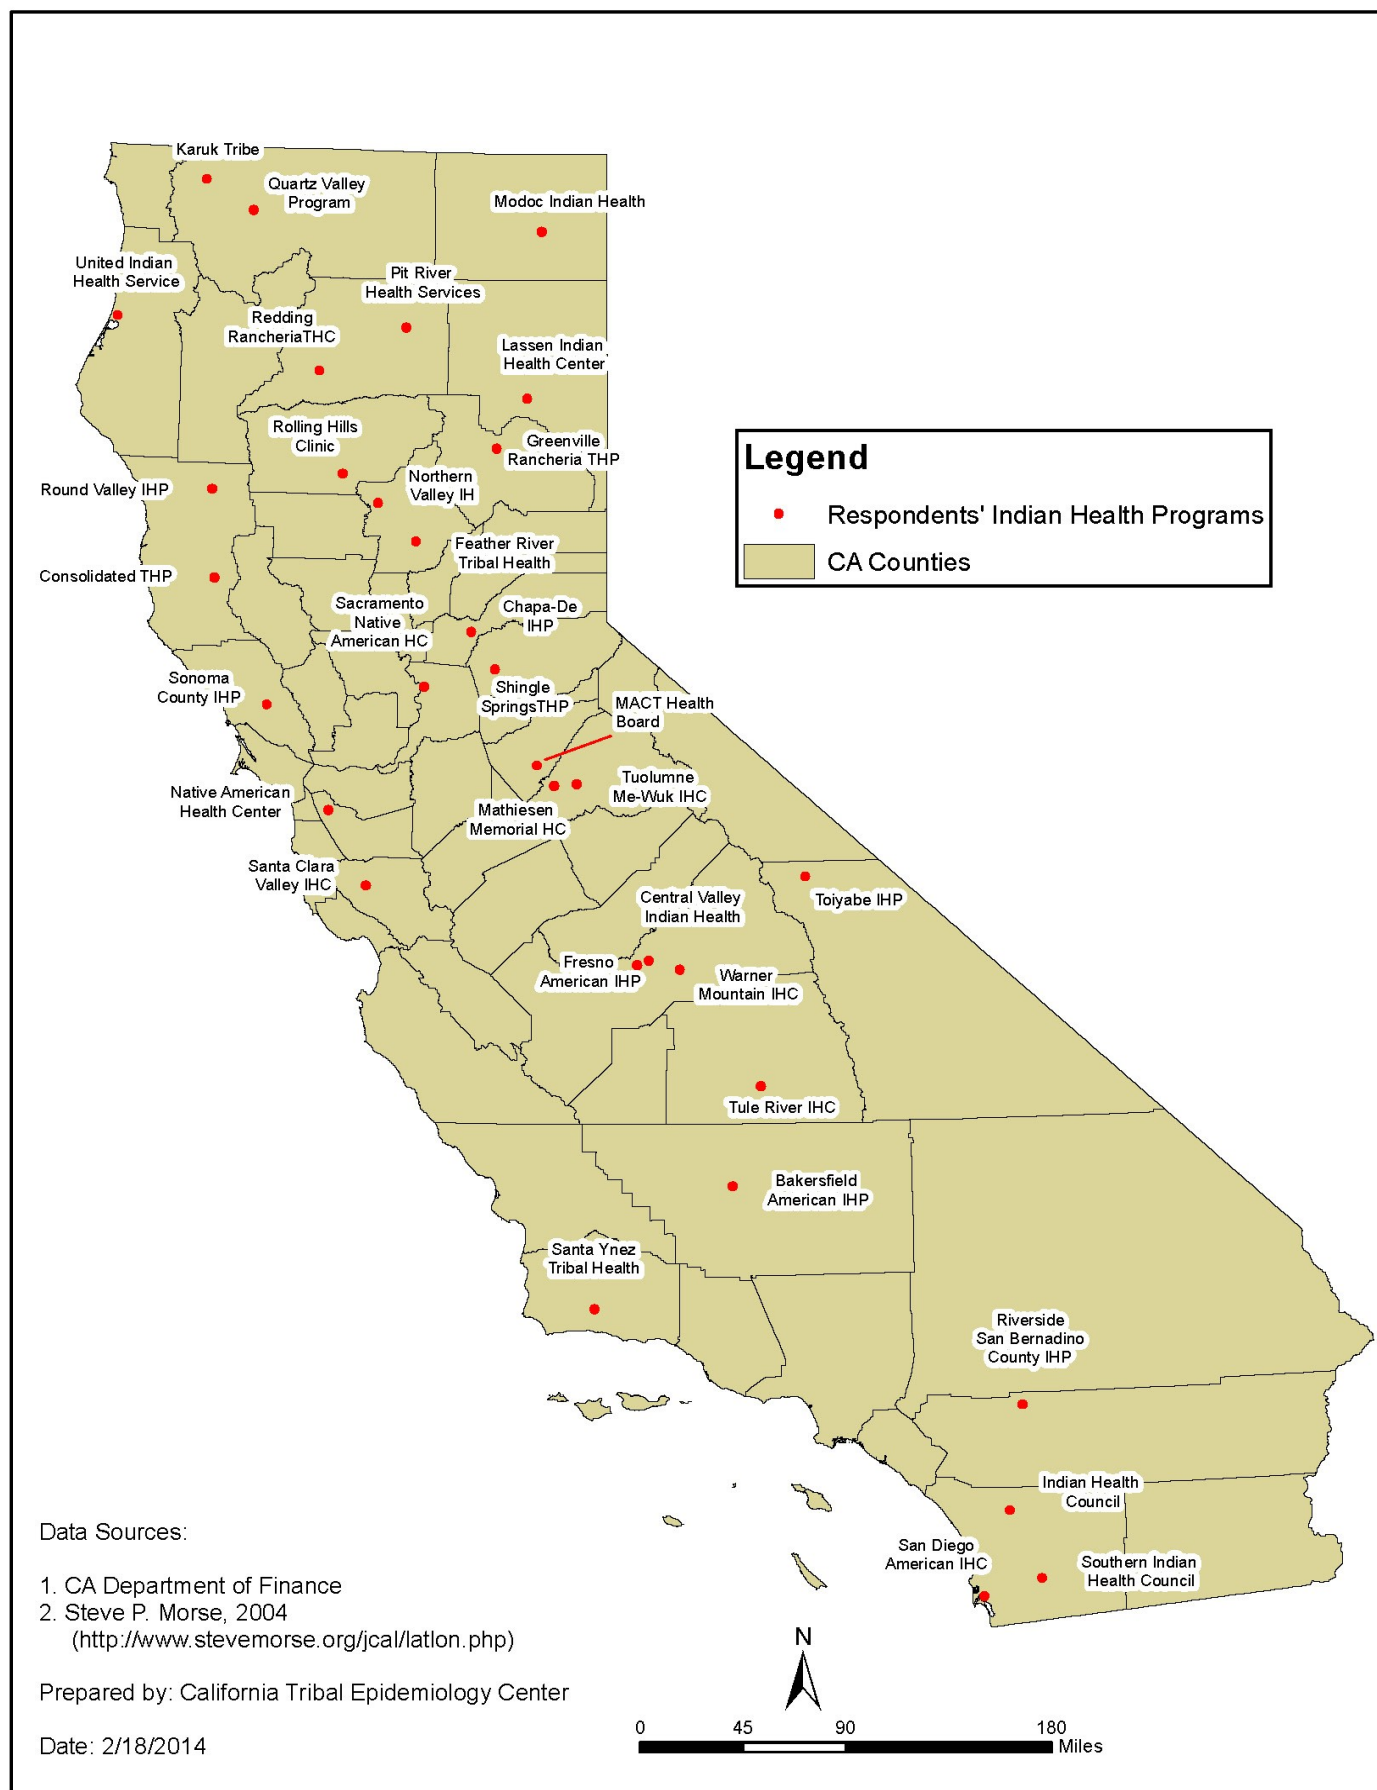 Karuk Tribe
Quartz Valley
Program
Modoc Indian Health
United Indian
Health Service
Pit River
Health Services
Redding
RancheriaTHC
Lassen Indian
Health Center
Rolling Hills
Clinic
Greenville
Rancheria THP
Legend
Respondents' Indian Health Programs
CA Counties
Round Valley IHP
Northern
Valley IH
Feather River
Tribal Health
Consolidated THP
Sacramento
Native
American HC
Chapa-De
IHP
Sonoma
County IHP
Shingle
SpringsTHP
MACT Health
Board
Native American
Health Center
Mathiesen
Memorial HC
Tuolumne
Me-Wuk IHC
Santa Clara
Valley IHC
Central Valley
Indian Health
Toiyabe IHP
Fresno
American IHP
Warner
Mountain IHC
Tule River IHC
Bakersfield
American IHP
Santa Ynez
Tribal Health
Riverside
San Bernadino
County IHP
Indian Health
Council
San Diego
American IHC
Southern Indian
Health Council
Data Sources:
1. CA Department of Finance
2. Steve P. Morse, 2004
(http://www.stevemorse.org/jcal/latlon.php)
Prepared by: California Tribal Epidemiology Center
Date: 2/18/2014
N
0 45 90 180
Miles